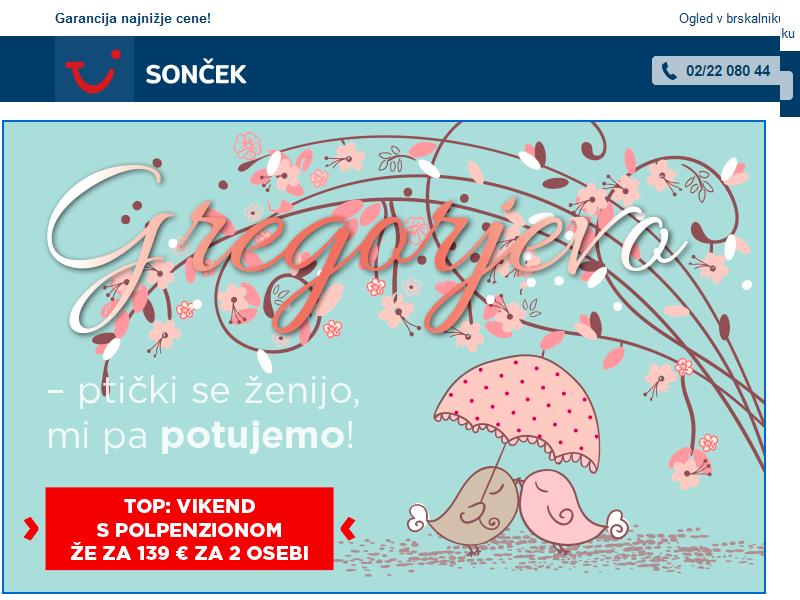 Garancija najnižje cene!
Ogled v brskalniku
ku
SONČEK
02/22 080 44
Gregorjevo
– ptički se ženijo,
mi pa potujemo!
TOP: VIKEND
S POLPENZIONOM
ŽE ZA 139 € ZA 2 OSEBI